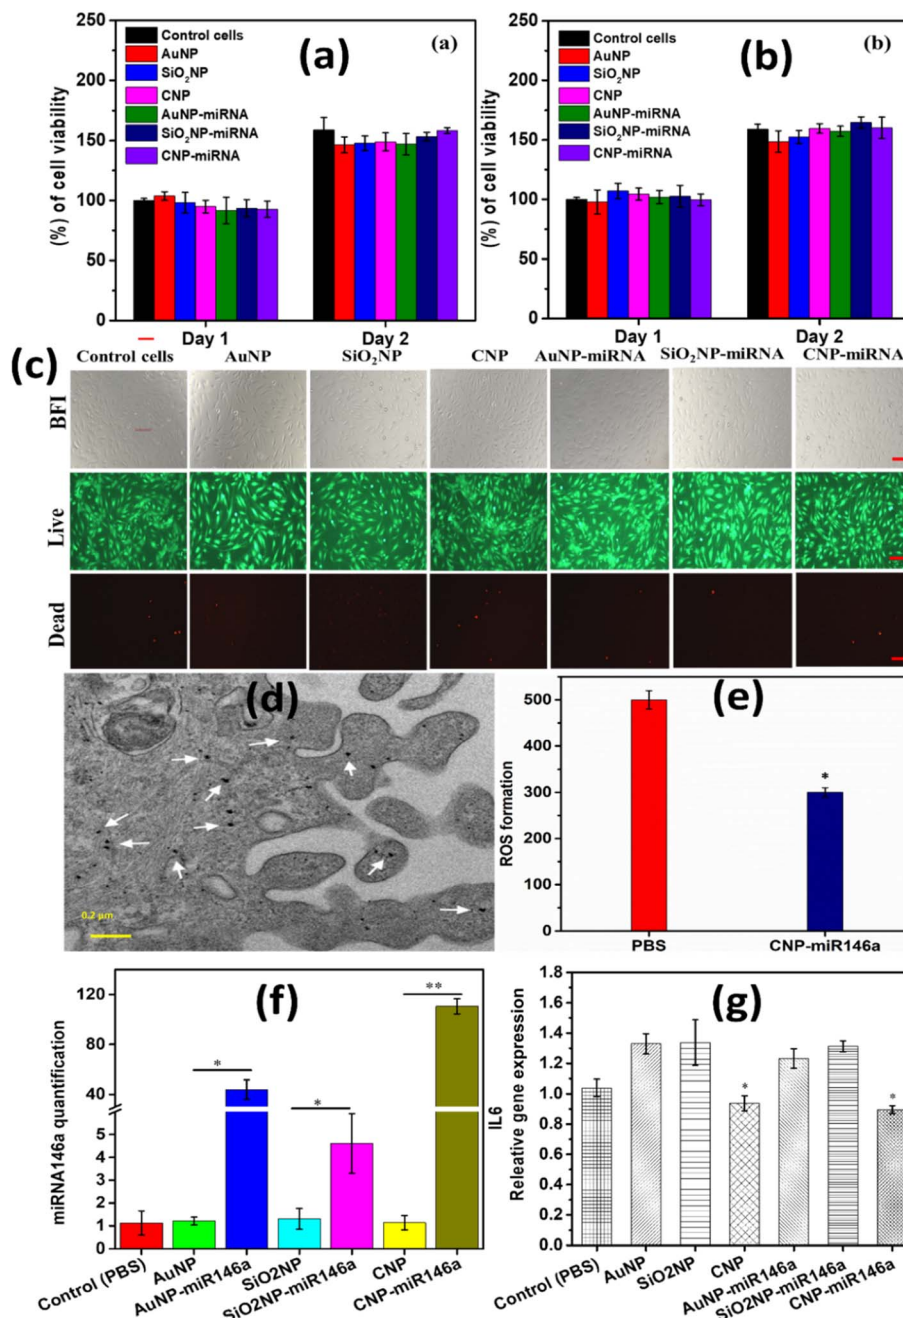 250
200
150
100
50
0
(%) of cell viability
Control cells
AuNP
SiO₂NP
CNP
AuNP-miRNA
SiO₂NP-miRNA
CNP-miRNA
(a)
(a)
Day 1
Day 2
250
200
150
100
50
0
(%) of cell viability
Control cells
AuNP
SiO₂NP
CNP
AuNP-miRNA
SiO₂NP-miRNA
CNP-miRNA
(b)
(b)
Day 1
Day 2
(c)
Control cells
AuNP
SiO₂NP
CNP
AuNP-miRNA
SiO₂NP-miRNA
CNP-miRNA
BFI
Live
Dead
(d)
0.2 μm
(e)
500
400
300
200
100
0
ROS formation
*
PBS
CNP-miR146a
(f)
120
80
40
5
4
3
2
1
0
miRNA146a quantification
*
*
**
Control (PBS)
AuNP
AuNP-miR146a
SiO2NP
SiO2NP-miR146a
CNP
CNP-miR146a
(g)
IL6
Releative gene expression
1.8
1.6
1.4
1.2
1.0
0.8
0.6
0.4
0.2
0.0
*
*
Control (PBS)
AuNP
SiO2NP
CNP
AuNP-miR146a
SiO2NP-miR146a
CNP-miR146a